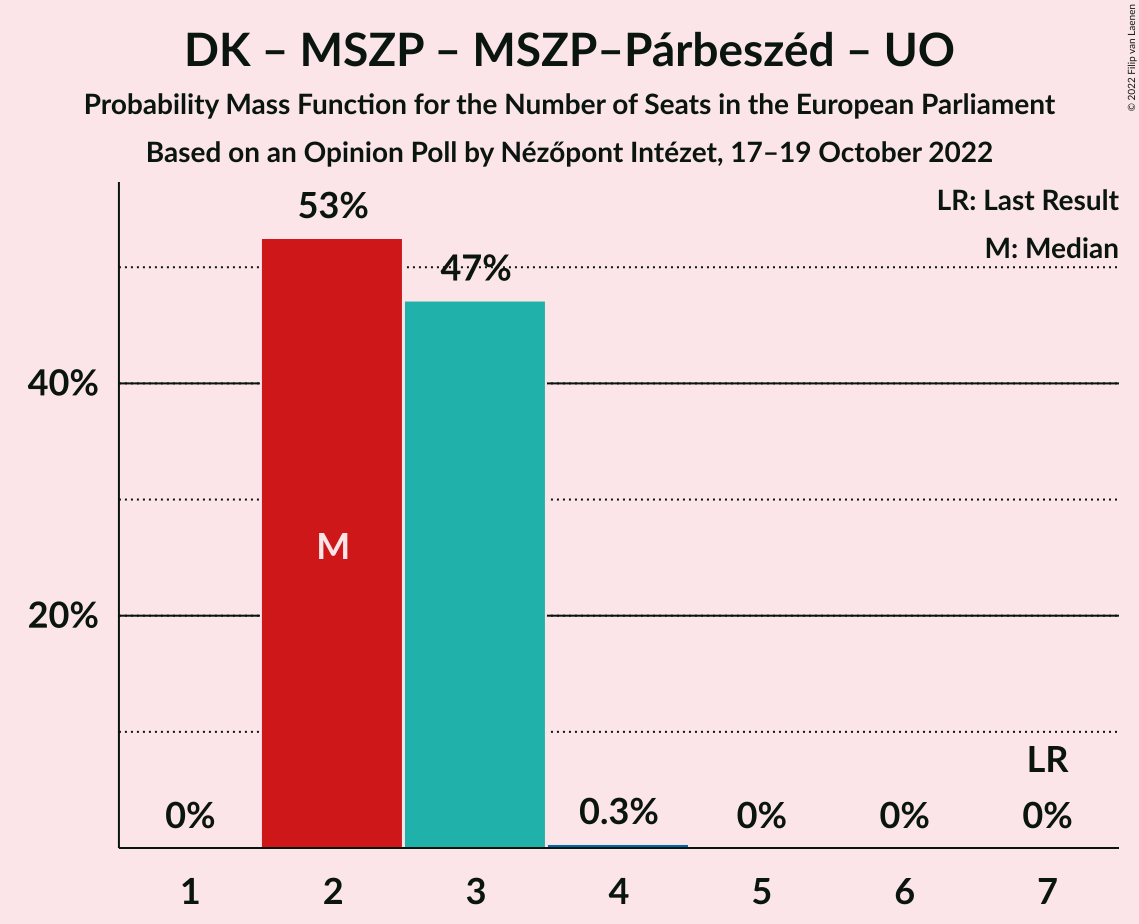 DK – MSZP – MSZP–Párbeszéd – UO
Probability Mass Function for the Number of Seats in the European Parliament
Based on an Opinion Poll by Nézőpont Intézet, 17–19 October 2022
© 2022 Filip van Laenen
LR: Last Result
M: Median
53%
47%
40%
M
20%
LR
0%
0.3%
0%
0%
0%
1 2 3 4 5 6 7